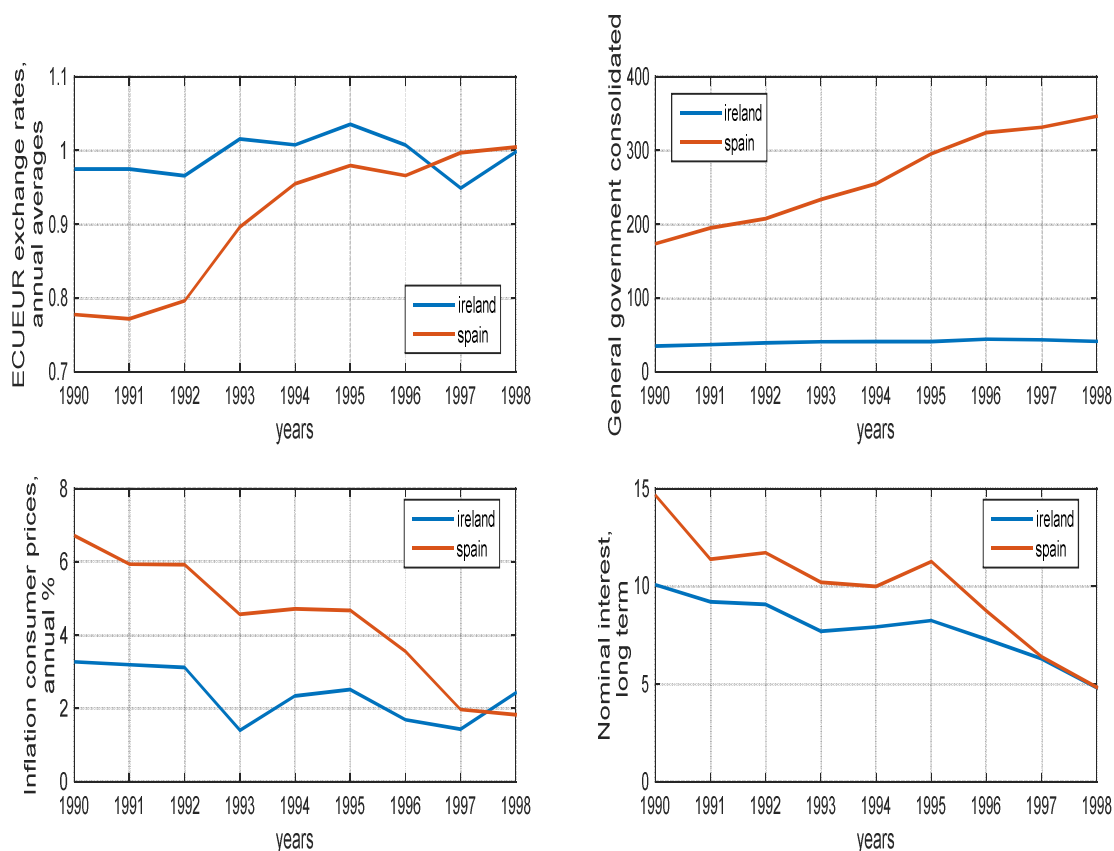 ECUEUR exchange rates,
annual averages
1.1
1
0.9
0.8
0.7
ireland
spain
1990 1991 1992 1993 1994 1995 1996 1997 1998
years
General government consolidated
400
300
200
100
0
ireland
spain
1990 1991 1992 1993 1994 1995 1996 1997 1998
years
Inflation consumer prices,
annual %
8
6
4
2
0
ireland
spain
1990 1991 1992 1993 1994 1995 1996 1997 1998
years
Nominal interest,
long term
15
10
5
0
ireland
spain
1990 1991 1992 1993 1994 1995 1996 1997 1998
years